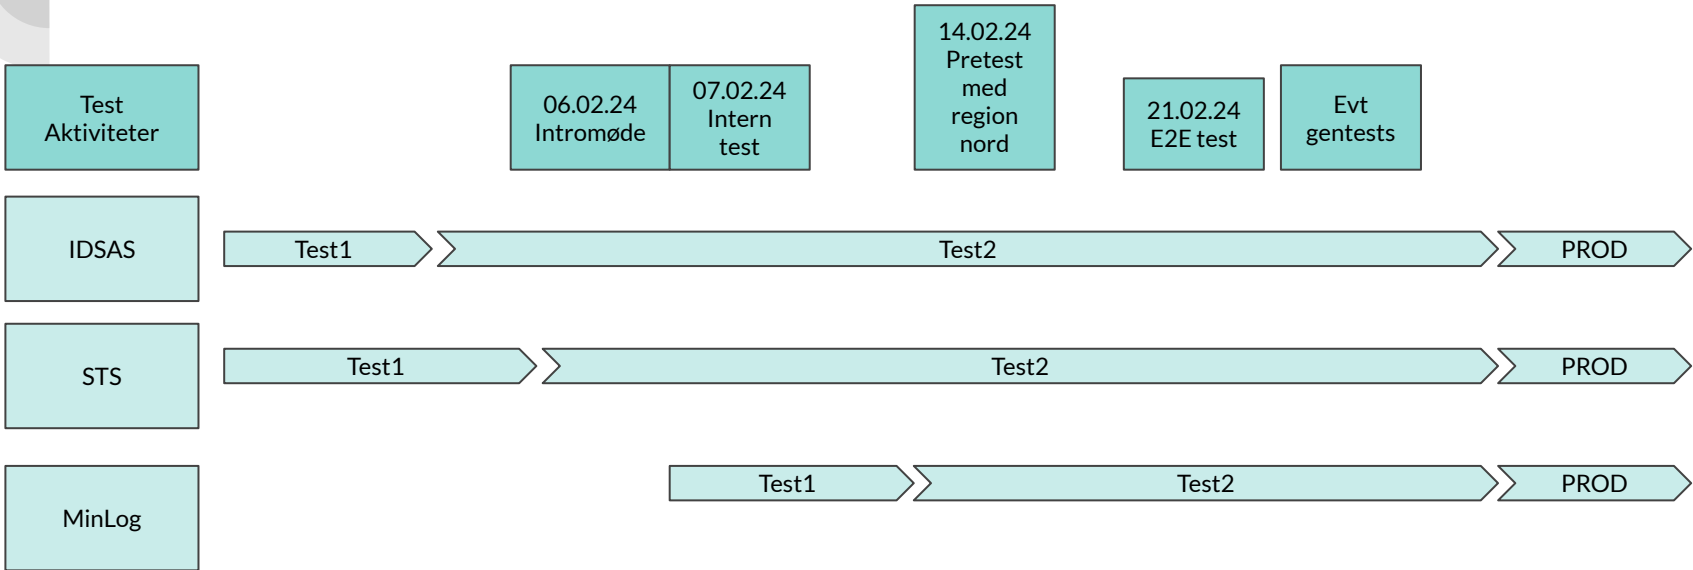 Test
Aktiviteter
06.02.24
Intromøde
07.02.24
Intern
test
14.02.24
Pretest
med
region
nord
21.02.24
E2E test
Evt
gentests
IDSAS
Test1
Test2
PROD
STS
Test1
Test2
PROD
MinLog
Test1
Test2
PROD